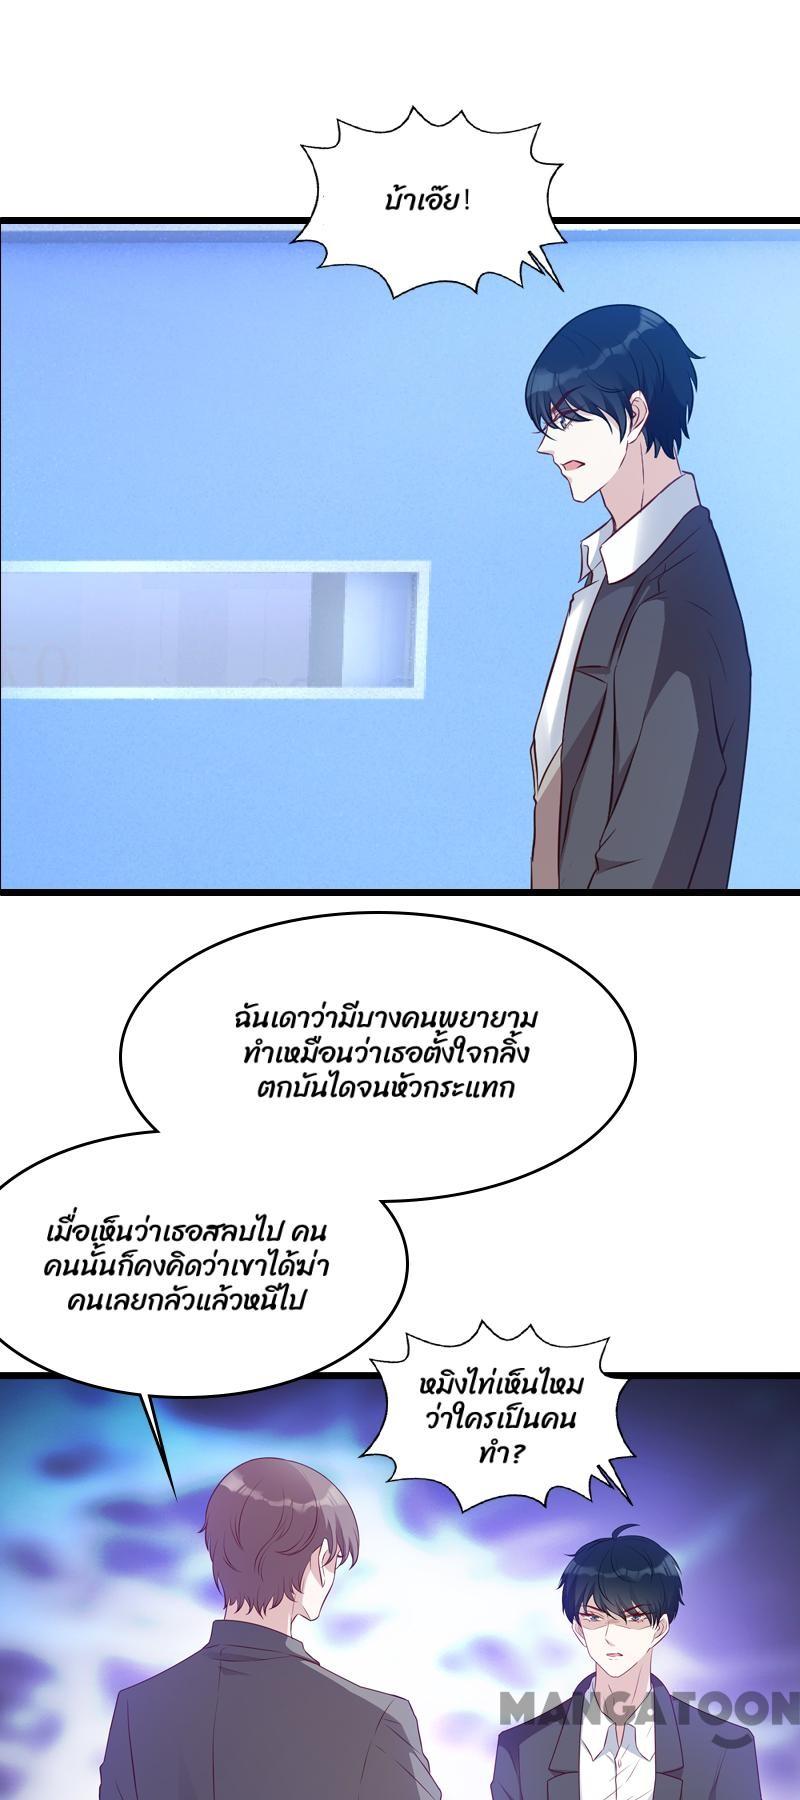 บ้าเอ๊ย!
ฉันเดาว่ามีบางคนพยายาม
ทำเหมือนว่าเธอตั้งใจกลิ้ง
ตกบันไดจนหัวกระแทก
เมื่อเห็นว่าเธอสลบไป คน
คนนั้นก็คงคิดว่าเขาได้ฆ่า
คนเลยกลัวแล้วหนีไป
หมิงไท่เห็นไหม
ว่าใครเป็นคน
ทำ?
MANGATOON